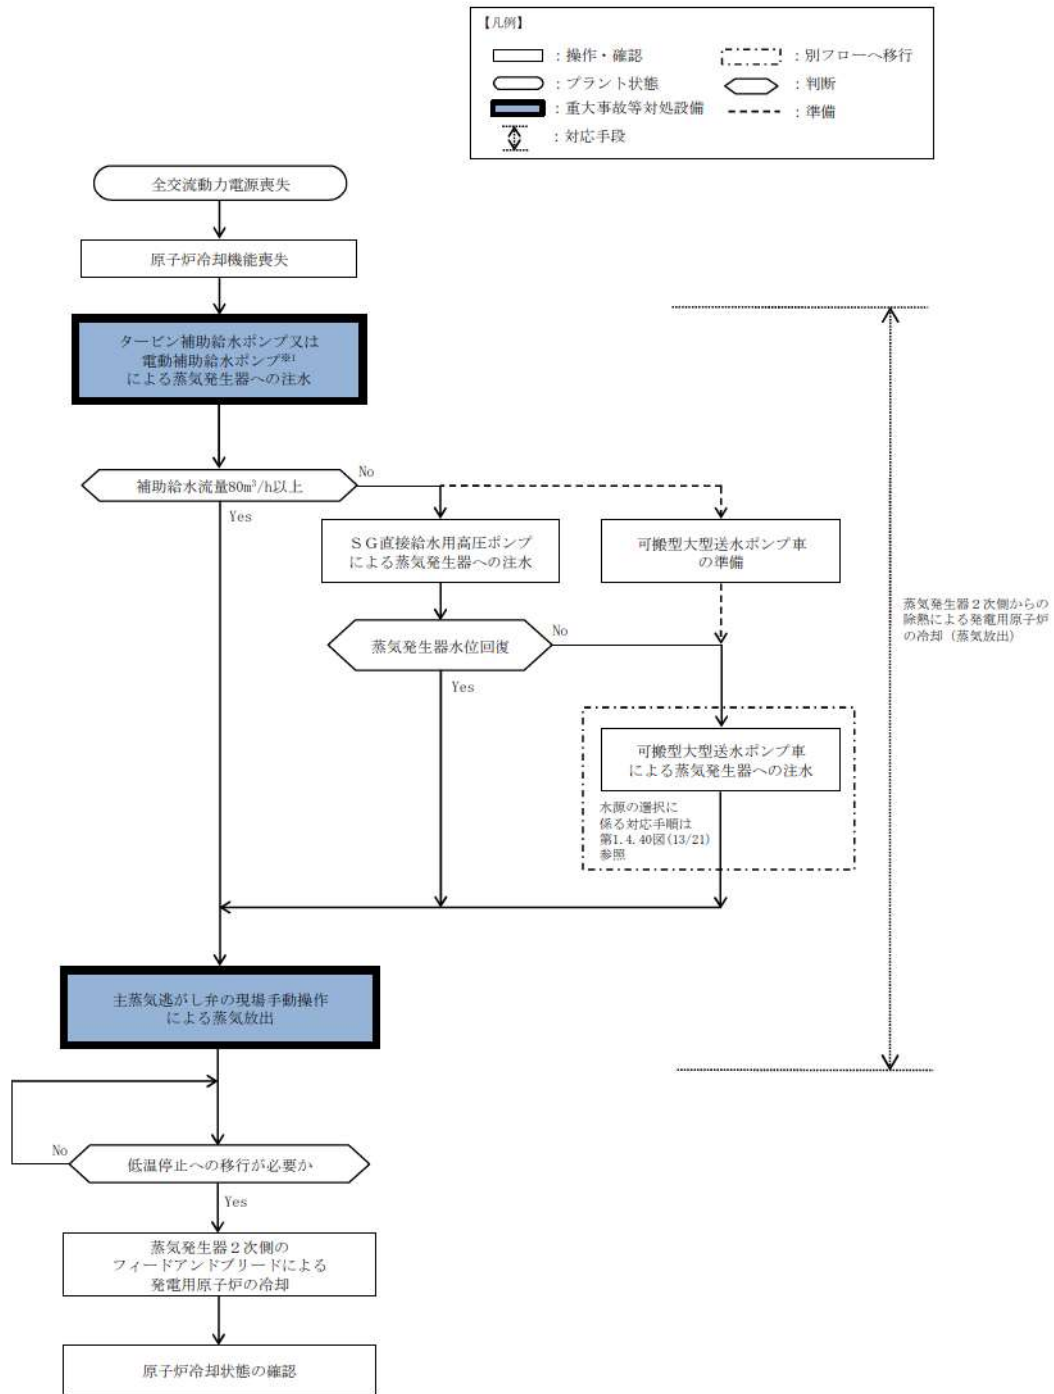 【凡例】
：操作・確認
：別フローへ移行
：プラント状態
：判断
：重大事故等対処設備
：準備
：対応手段
全交流動力電源喪失
原子炉冷却機能喪失
タービン補助給水ポンプ又は
電動補助給水ポンプ※1
による蒸気発生器への注水
補助給水流量80m³/h以上
No
Yes
ＳＧ直接給水用高圧ポンプ
による蒸気発生器への注水
可搬型大型送水ポンプ車
の準備
蒸気発生器水位回復
No
Yes
蒸気発生器２次側からの
除熱による発電用原子炉
の冷却（蒸気放出）
可搬型大型送水ポンプ車
による蒸気発生器への注水
水源の選択に
係る対応手順は
第1.4.40図(13/21)
参照
主蒸気逃がし弁の現場手動操作
による蒸気放出
低温停止への移行が必要か
No
Yes
蒸気発生器２次側の
フィードアンドブリードによる
発電用原子炉の冷却
原子炉冷却状態の確認